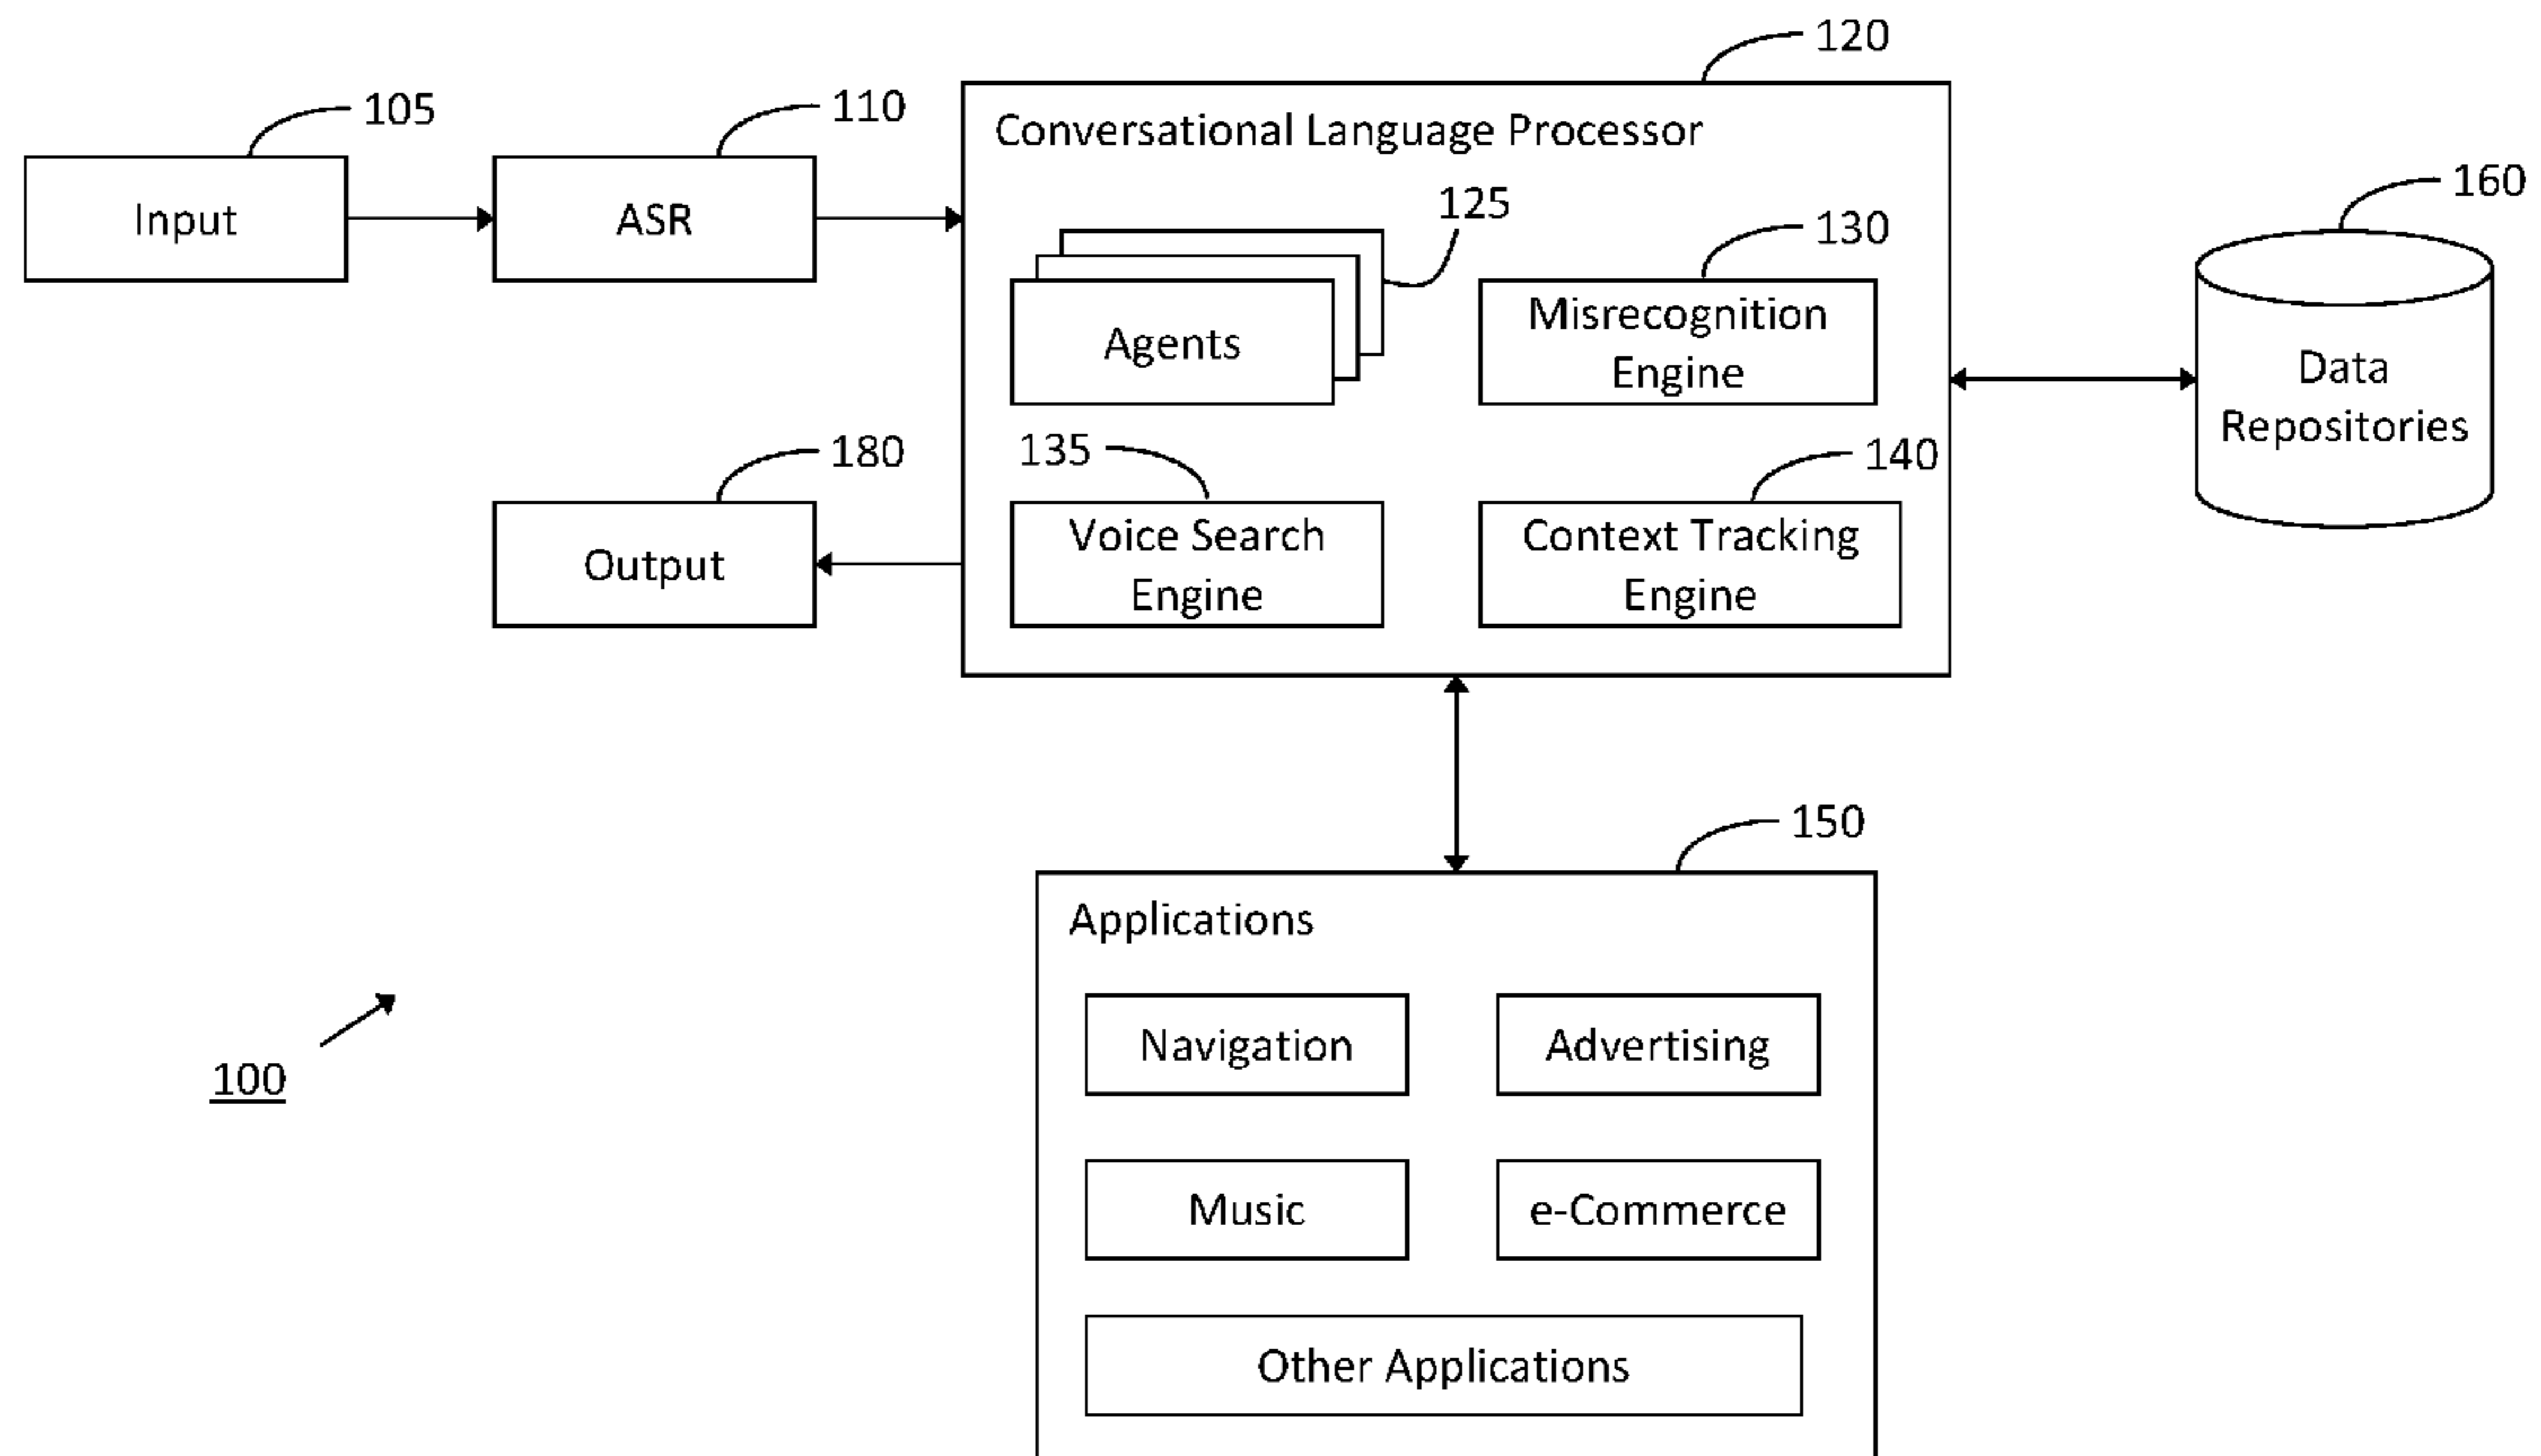 120
105
110
Conversational Language Processor
160
125
Input
ASR
130
Misrecognition
Engine
Agents
Data
Repositories
180
135
140
Output
Voice Search
Engine
Context Tracking
Engine
150
Applications
Navigation
Advertising
100
Music
e-Commerce
Other Applications